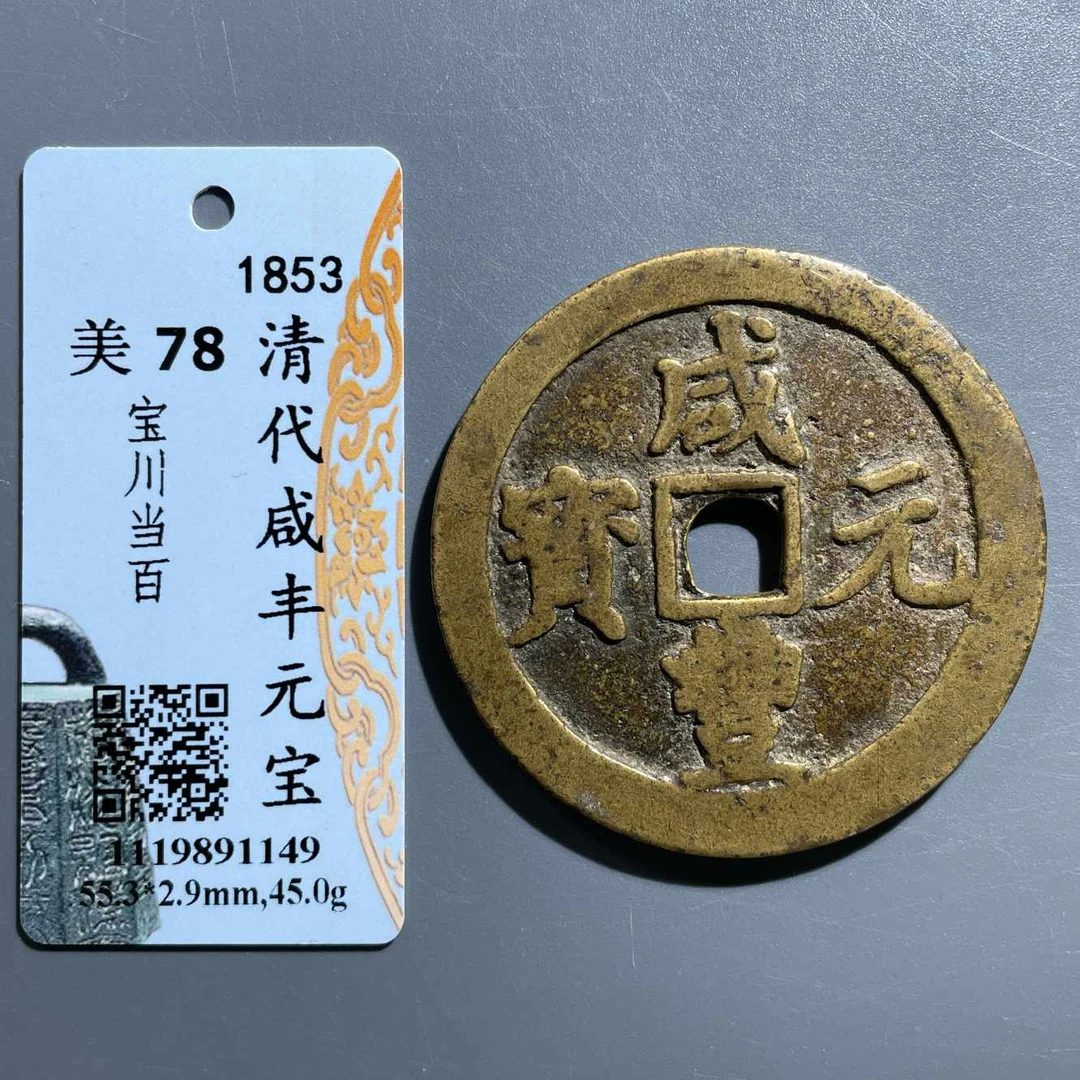 1853
美 78
清代咸丰元宝
宝川当百
1119891149
55.3*2.9mm,45.0g
咸豐元寶